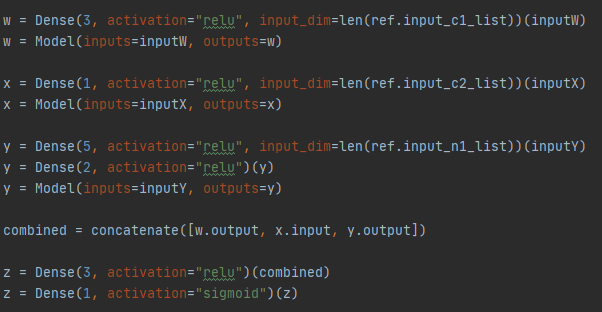 w = Dense(3, activation="relu", input_dim=len(ref.input_c1_list))(inputW)
w = Model(inputs=inputW, outputs=w)
x = Dense(1, activation="relu", input_dim=len(ref.input_c2_list))(inputX)
x = Model(inputs=inputX, outputs=x)
y = Dense(5, activation="relu", input_dim=len(ref.input_n1_list))(inputY)
y = Dense(2, activation="relu")(y)
y = Model(inputs=inputY, outputs=y)
combined = concatenate([w.output, x.input, y.output])
z = Dense(3, activation="relu")(combined)
z = Dense(1, activation="sigmoid")(z)